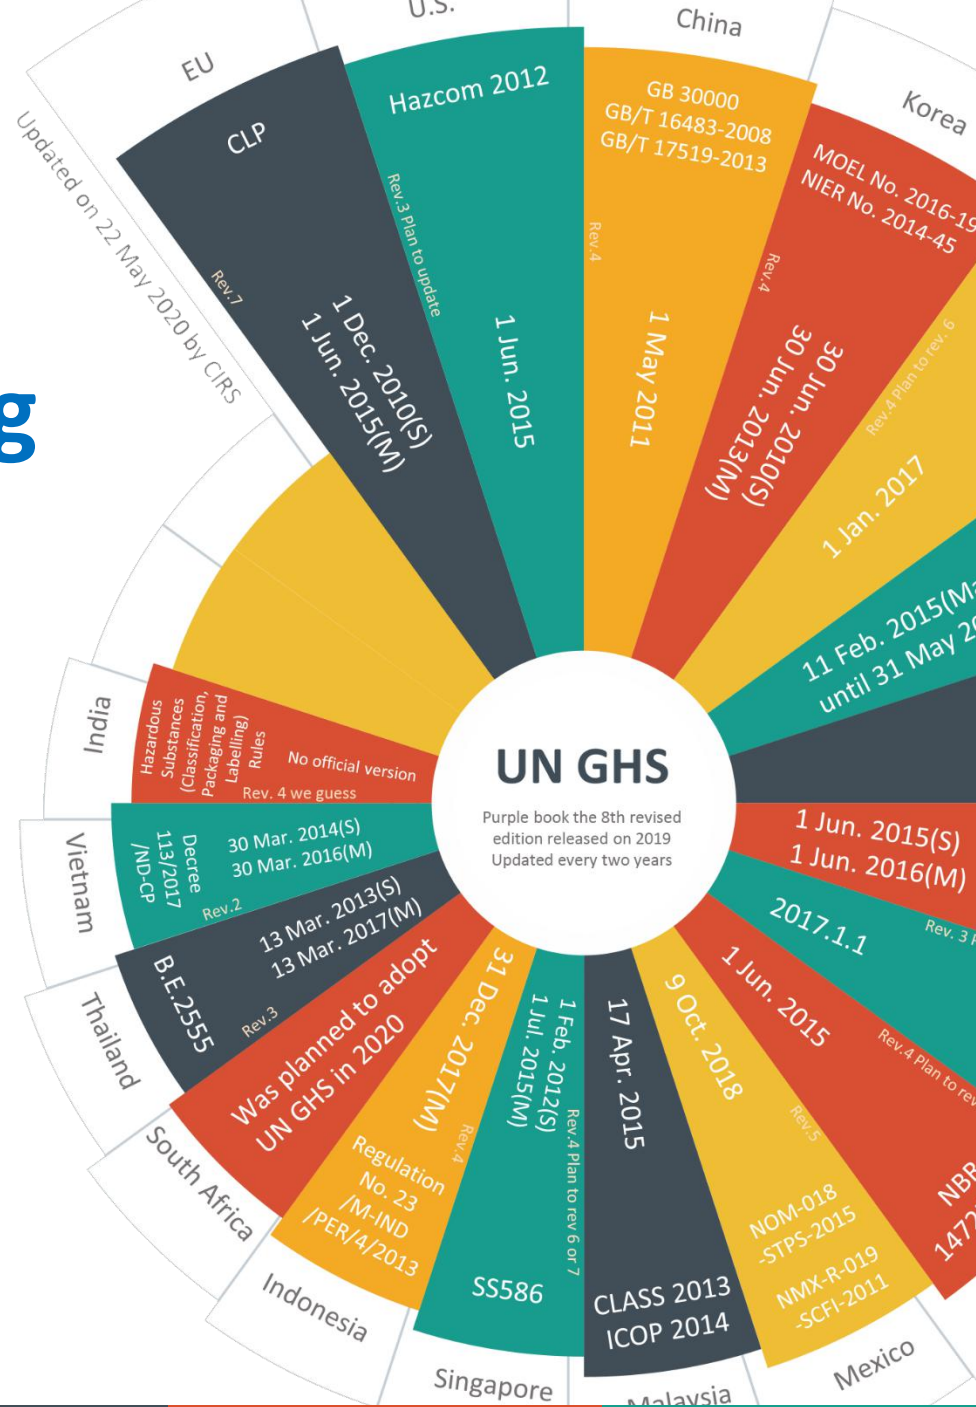 U.S.
China
EU
Korea
Updated on 22 May 2020 by CIRS
g
CLP
Rev.7
1 Dec. 2010(S)
1 Jun. 2015(M)
Hazcom 2012
Rev.3 Plan to update
1 Jun. 2015
GB 30000
GB/T 16483-2008
GB/T 17519-2013
Rev.4
1 May 2011
MOEL No. 2016-19
NIER No. 2014-45
Rev.4
30 Jun. 2010(S)
30 Jun. 2013(M)
Rev.4 Plan to rev. 6
1 Jan. 2017
11 Feb. 2015(Ma
until 31 May 20
UN GHS
Purple book the 8th revised
edition released on 2019
Updated every two years
1 Jun. 2015(S)
1 Jun. 2016(M)
Rev. 3 P
2017.1.1
Rev.4 Plan to rev
1 Jun. 2015
NBR
1472
Rev.5
9 Oct. 2018
NOM-018
-STPS-2015
NMX-R-019
-SCFI-2011
Mexico
17 Apr. 2015
CLASS 2013
ICOP 2014
Malaysia
1 Feb. 2012(S)
1 Jul. 2015(M)
Rev.4 Plan to rev 6 or 7
SS586
Singapore
31 Dec. 2017(M)
Rev.4
Regulation
No. 23
/M-IND
/PER/4/2013
Indonesia
Was planned to adopt
UN GHS in 2020
South Africa
13 Mar. 2013(S)
13 Mar. 2017(M)
Rev.3
B.E.2555
Thailand
30 Mar. 2014(S)
30 Mar. 2016(M)
Rev.2
Decree
113/2017
/ND-CP
Vietnam
Hazardous
Substances
(Classification,
Packaging and
Labelling)
Rules
No official version
Rev. 4 we guess
India